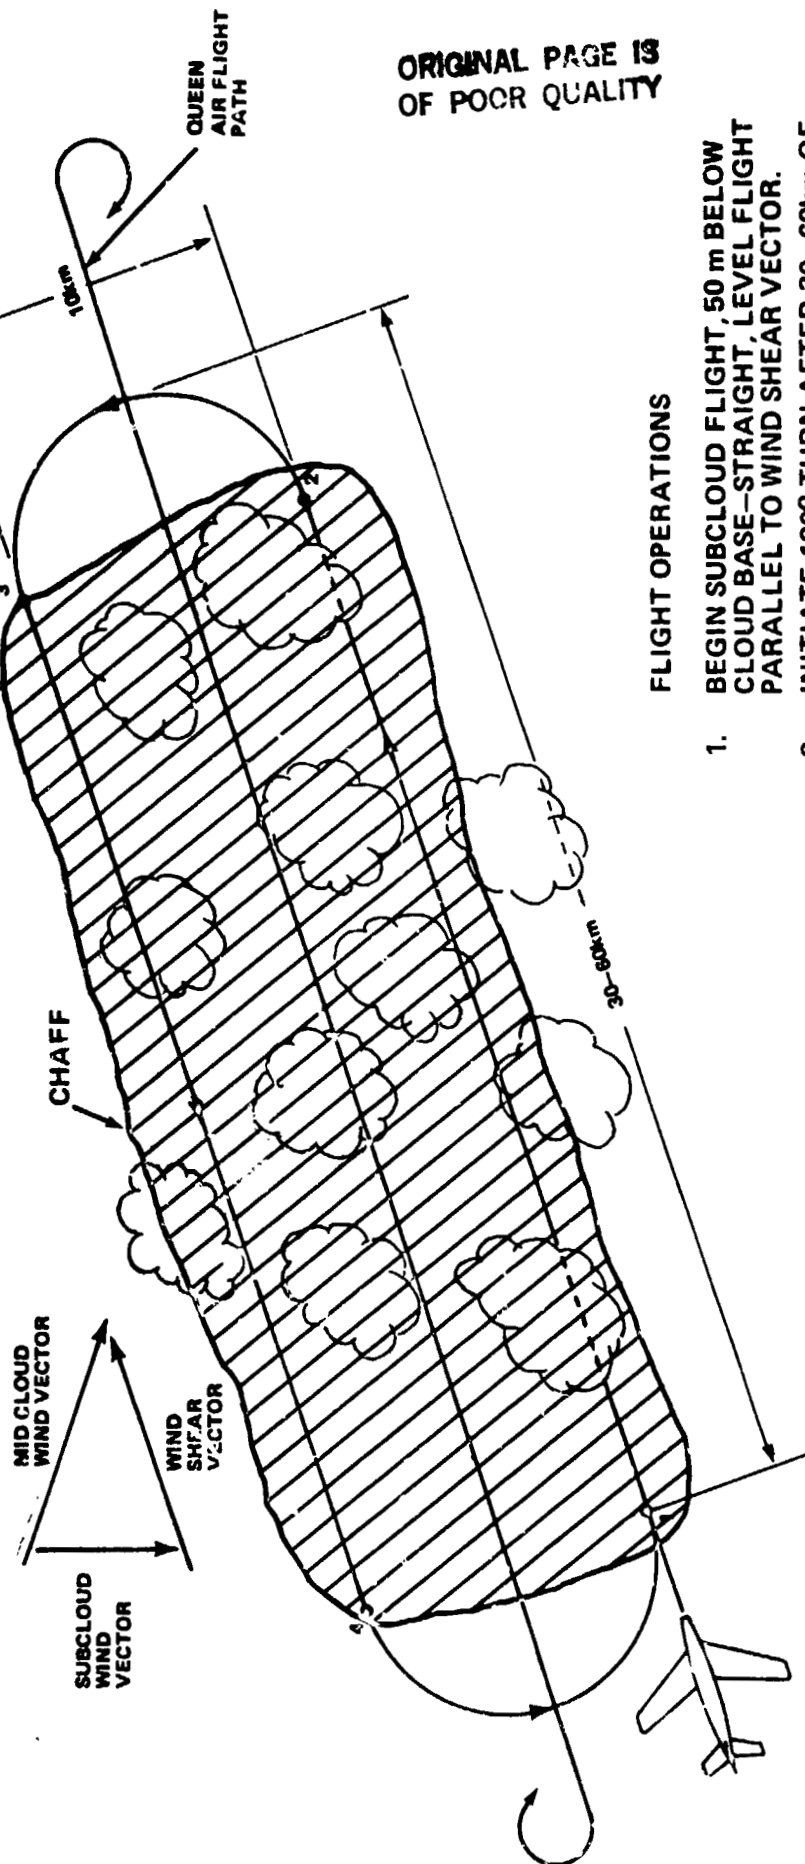 ORIGINAL PAGE IS
OF POOR QUALITY
QUEEN
AIR FLIGHT
PATH
10km
3
2
CHAFF
MID CLOUD
WIND VECTOR
WIND
SHEAR
VECTOR
SUBCLOUD
WIND
VECTOR
4
30–60km
FLIGHT OPERATIONS
1. BEGIN SUBCLOUD FLIGHT, 50 m BELOW
CLOUD BASE–STRAIGHT, LEVEL FLIGHT
PARALLEL TO WIND SHEAR VECTOR.